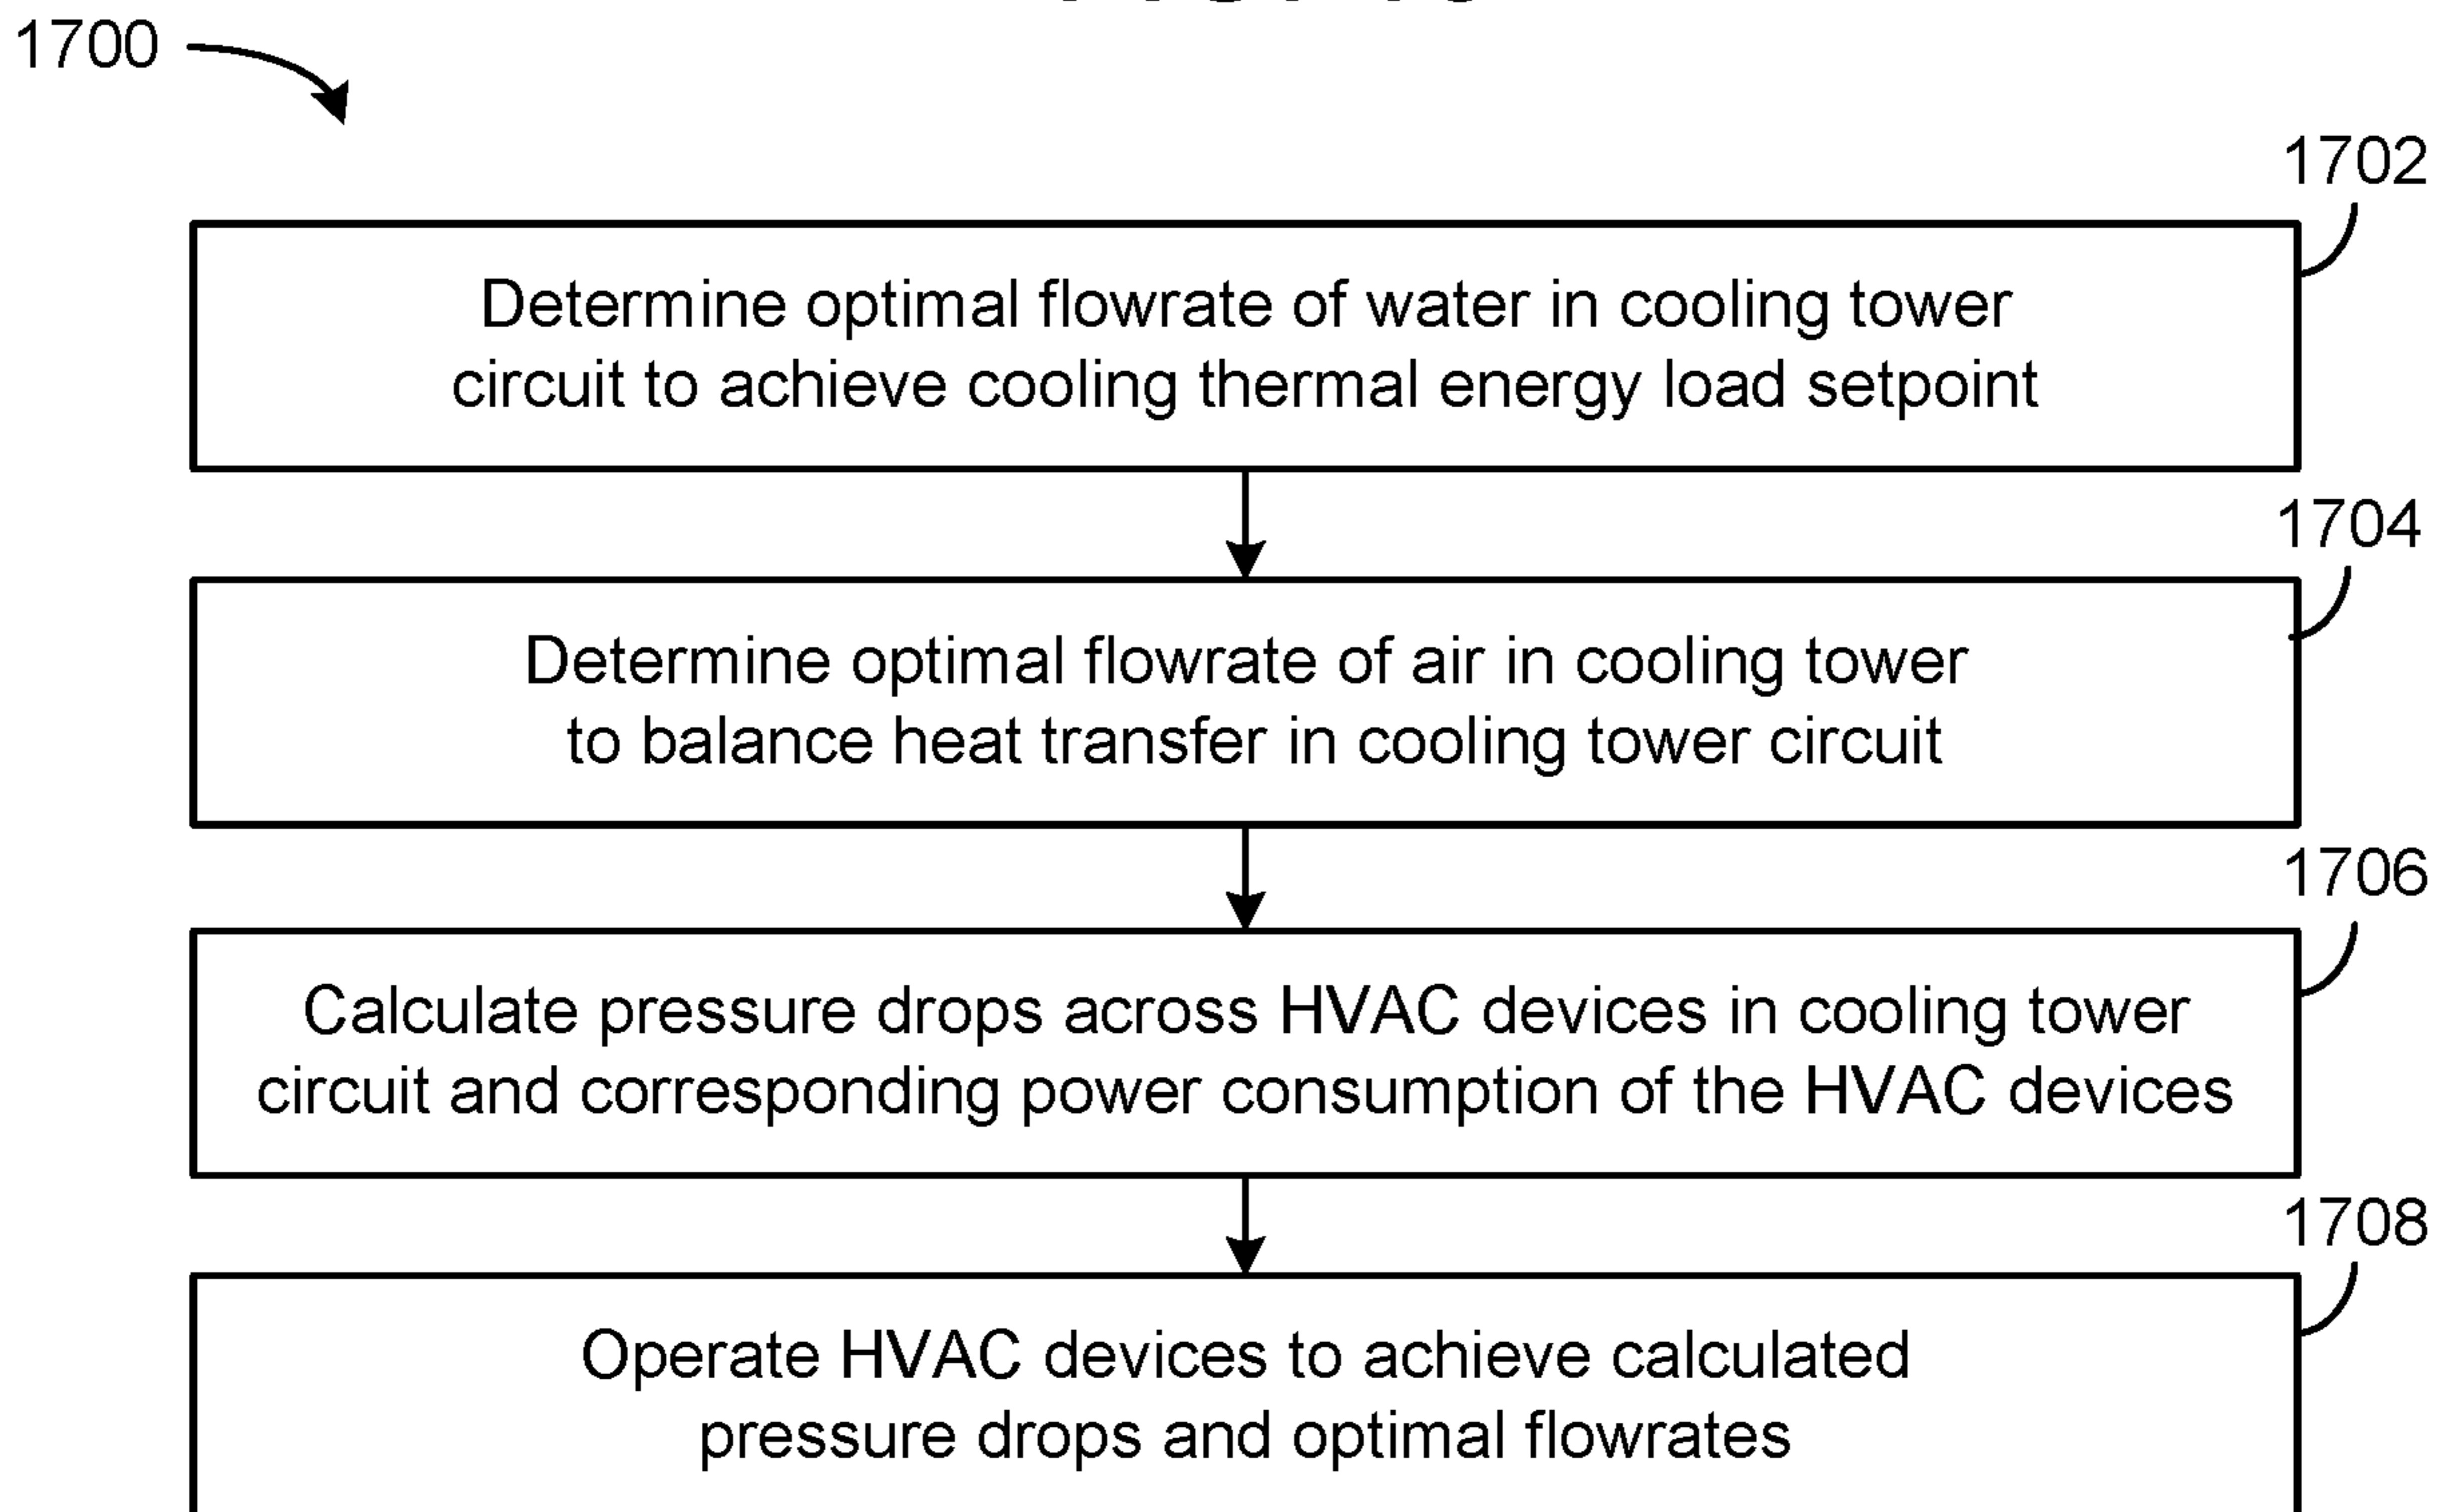 1700
1702
Determine optimal flowrate of water in cooling tower
circuit to achieve cooling thermal energy load setpoint
1704
Determine optimal flowrate of air in cooling tower
to balance heat transfer in cooling tower circuit
1706
Calculate pressure drops across HVAC devices in cooling tower
circuit and corresponding power consumption of the HVAC devices
1708
Operate HVAC devices to achieve calculated
pressure drops and optimal flowrates